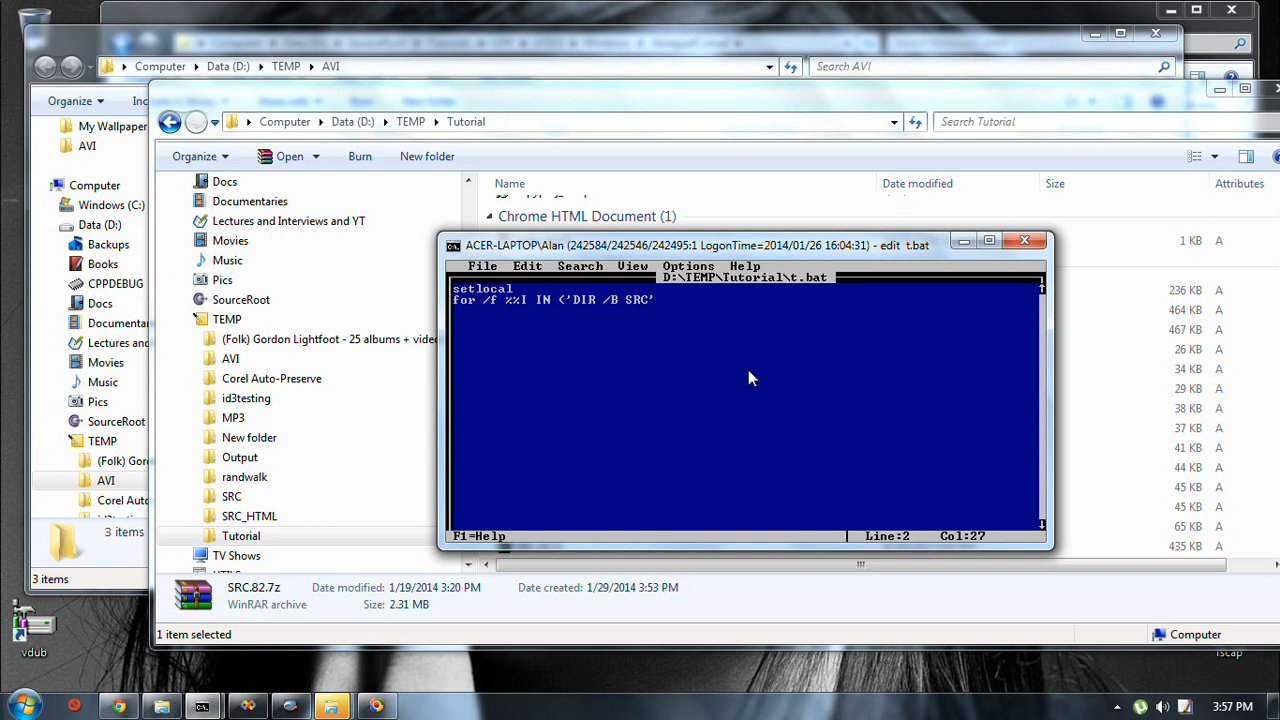 Computer
Data (D:)
TEMP
AVI
Search AVI
Organize
My Wallpaper
AVI
Computer
Windows (C:)
Data (D:)
Backups
Books
CPPDEBUG
Docs
Documentar
Lectures an
Movies
Music
Pics
SourceRoot
TEMP
(Folk) Gor
AVI
Corel Auto
3 items
3 items
Computer
Data (D:)
TEMP
Tutorial
Search Tutorial
Organize
Open
Burn
New folder
Docs
Documentaries
Lectures and Interviews and YT
Movies
Music
Pics
SourceRoot
TEMP
(Folk) Gordon Lightfoot - 25 albums + vide
AVI
Corel Auto-Preserve
id3testing
MP3
New folder
Output
randwalk
SRC
SRC_HTML
Tutorial
TV Shows
Name
Date modified
Size
Attributes
Chrome HTML Document (1)
1 KB A
236 KB A
464 KB A
467 KB A
26 KB A
34 KB A
29 KB A
38 KB A
37 KB A
41 KB A
44 KB A
45 KB A
45 KB A
65 KB A
435 KB A
ACER-LAPTOP\Alan (242584/242546/242495:1 LogonTime=2014/01/26 16:04:31) - edit t.bat
File Edit Search View Options Help
D:\TEMP\Tutorial\t.bat
setlocal
for /f %%I IN ('DIR /B SRC'
F1=Help
Line:2
Col:27
SRC.82.7z
Date modified: 1/19/2014 3:20 PM
Date created: 1/29/2014 3:53 PM
WinRAR archive
Size: 2.31 MB
1 item selected
Computer
vdub
3:57 PM